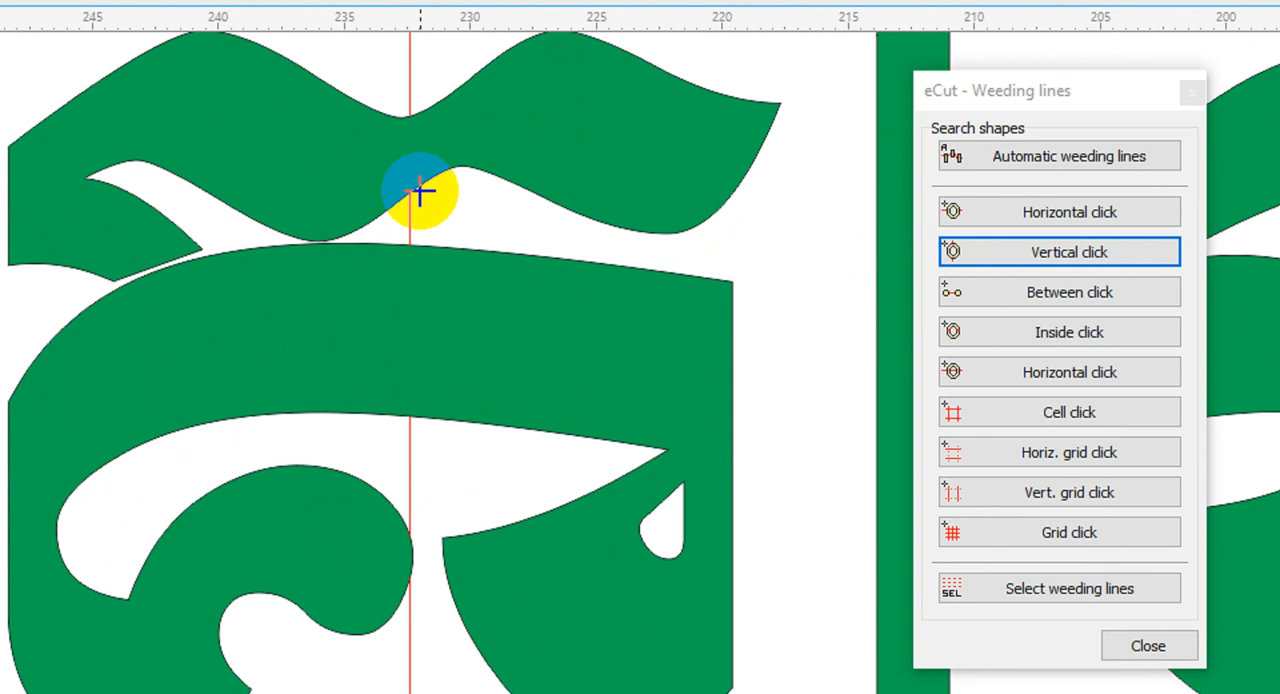 245 240 235 230 225 220 215 210 205 200
eCut - Weeding lines
x
Search shapes
A
Automatic weeding lines
Horizontal click
Vertical click
Between click
Inside click
Horizontal click
Cell click
Horiz. grid click
Vert. grid click
Grid click
SEL
Select weeding lines
Close